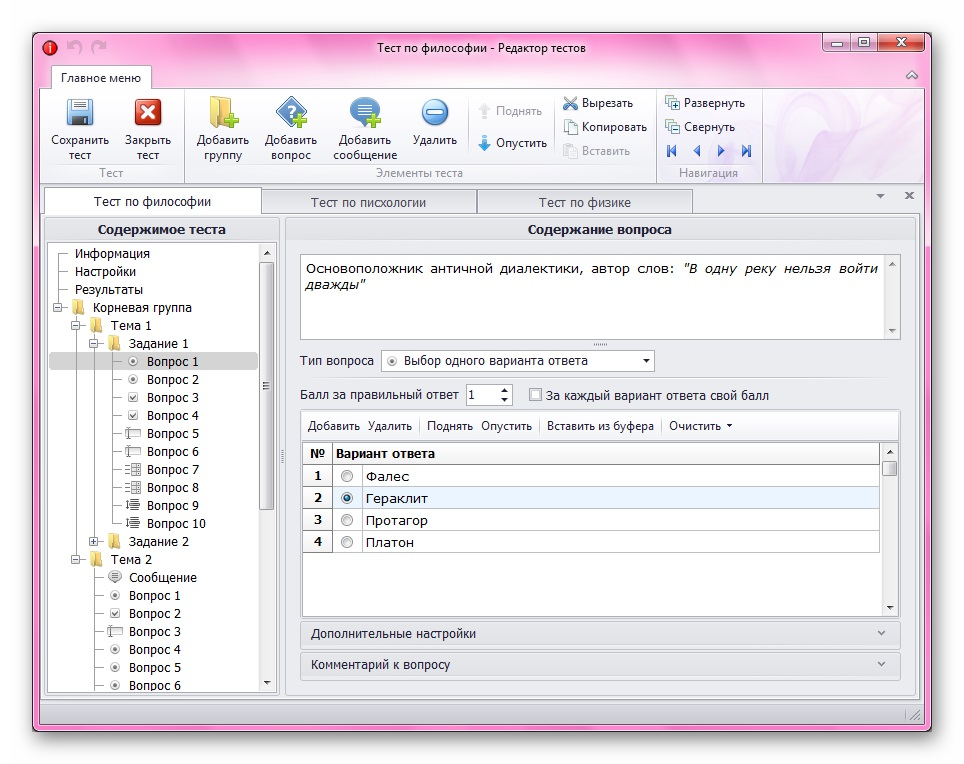 Тест по философии - Редактор тестов
Главное меню
Сохранить тест
Закрыть тест
Тест
Добавить группу
Добавить вопрос
Добавить сообщение
Удалить
Поднять
Опустить
Вырезать
Копировать
Вставить
Элементы теста
Развернуть
Свернуть
Навигация
Тест по философии
Тест по писхологии
Тест по физике
Содержимое теста
Информация
Настройки
Результаты
Корневая группа
Тема 1
Задание 1
Вопрос 1
Вопрос 2
Вопрос 3
Вопрос 4
Вопрос 5
Вопрос 6
Вопрос 7
Вопрос 8
Вопрос 9
Вопрос 10
Задание 2
Тема 2
Сообщение
Вопрос 1
Вопрос 2
Вопрос 3
Вопрос 4
Вопрос 5
Вопрос 6
Содержание вопроса
Основоположник античной диалектики, автор слов: "В одну реку нельзя войти
дважды"
Тип вопроса Выбор одного варианта ответа
Балл за правильный ответ 1 За каждый вариант ответа свой балл
Добавить Удалить Поднять Опустить Вставить из буфера Очистить
№ Вариант ответа
1 Фалес
2 Гераклит
3 Протагор
4 Платон
Дополнительные настройки
Комментарий к вопросу